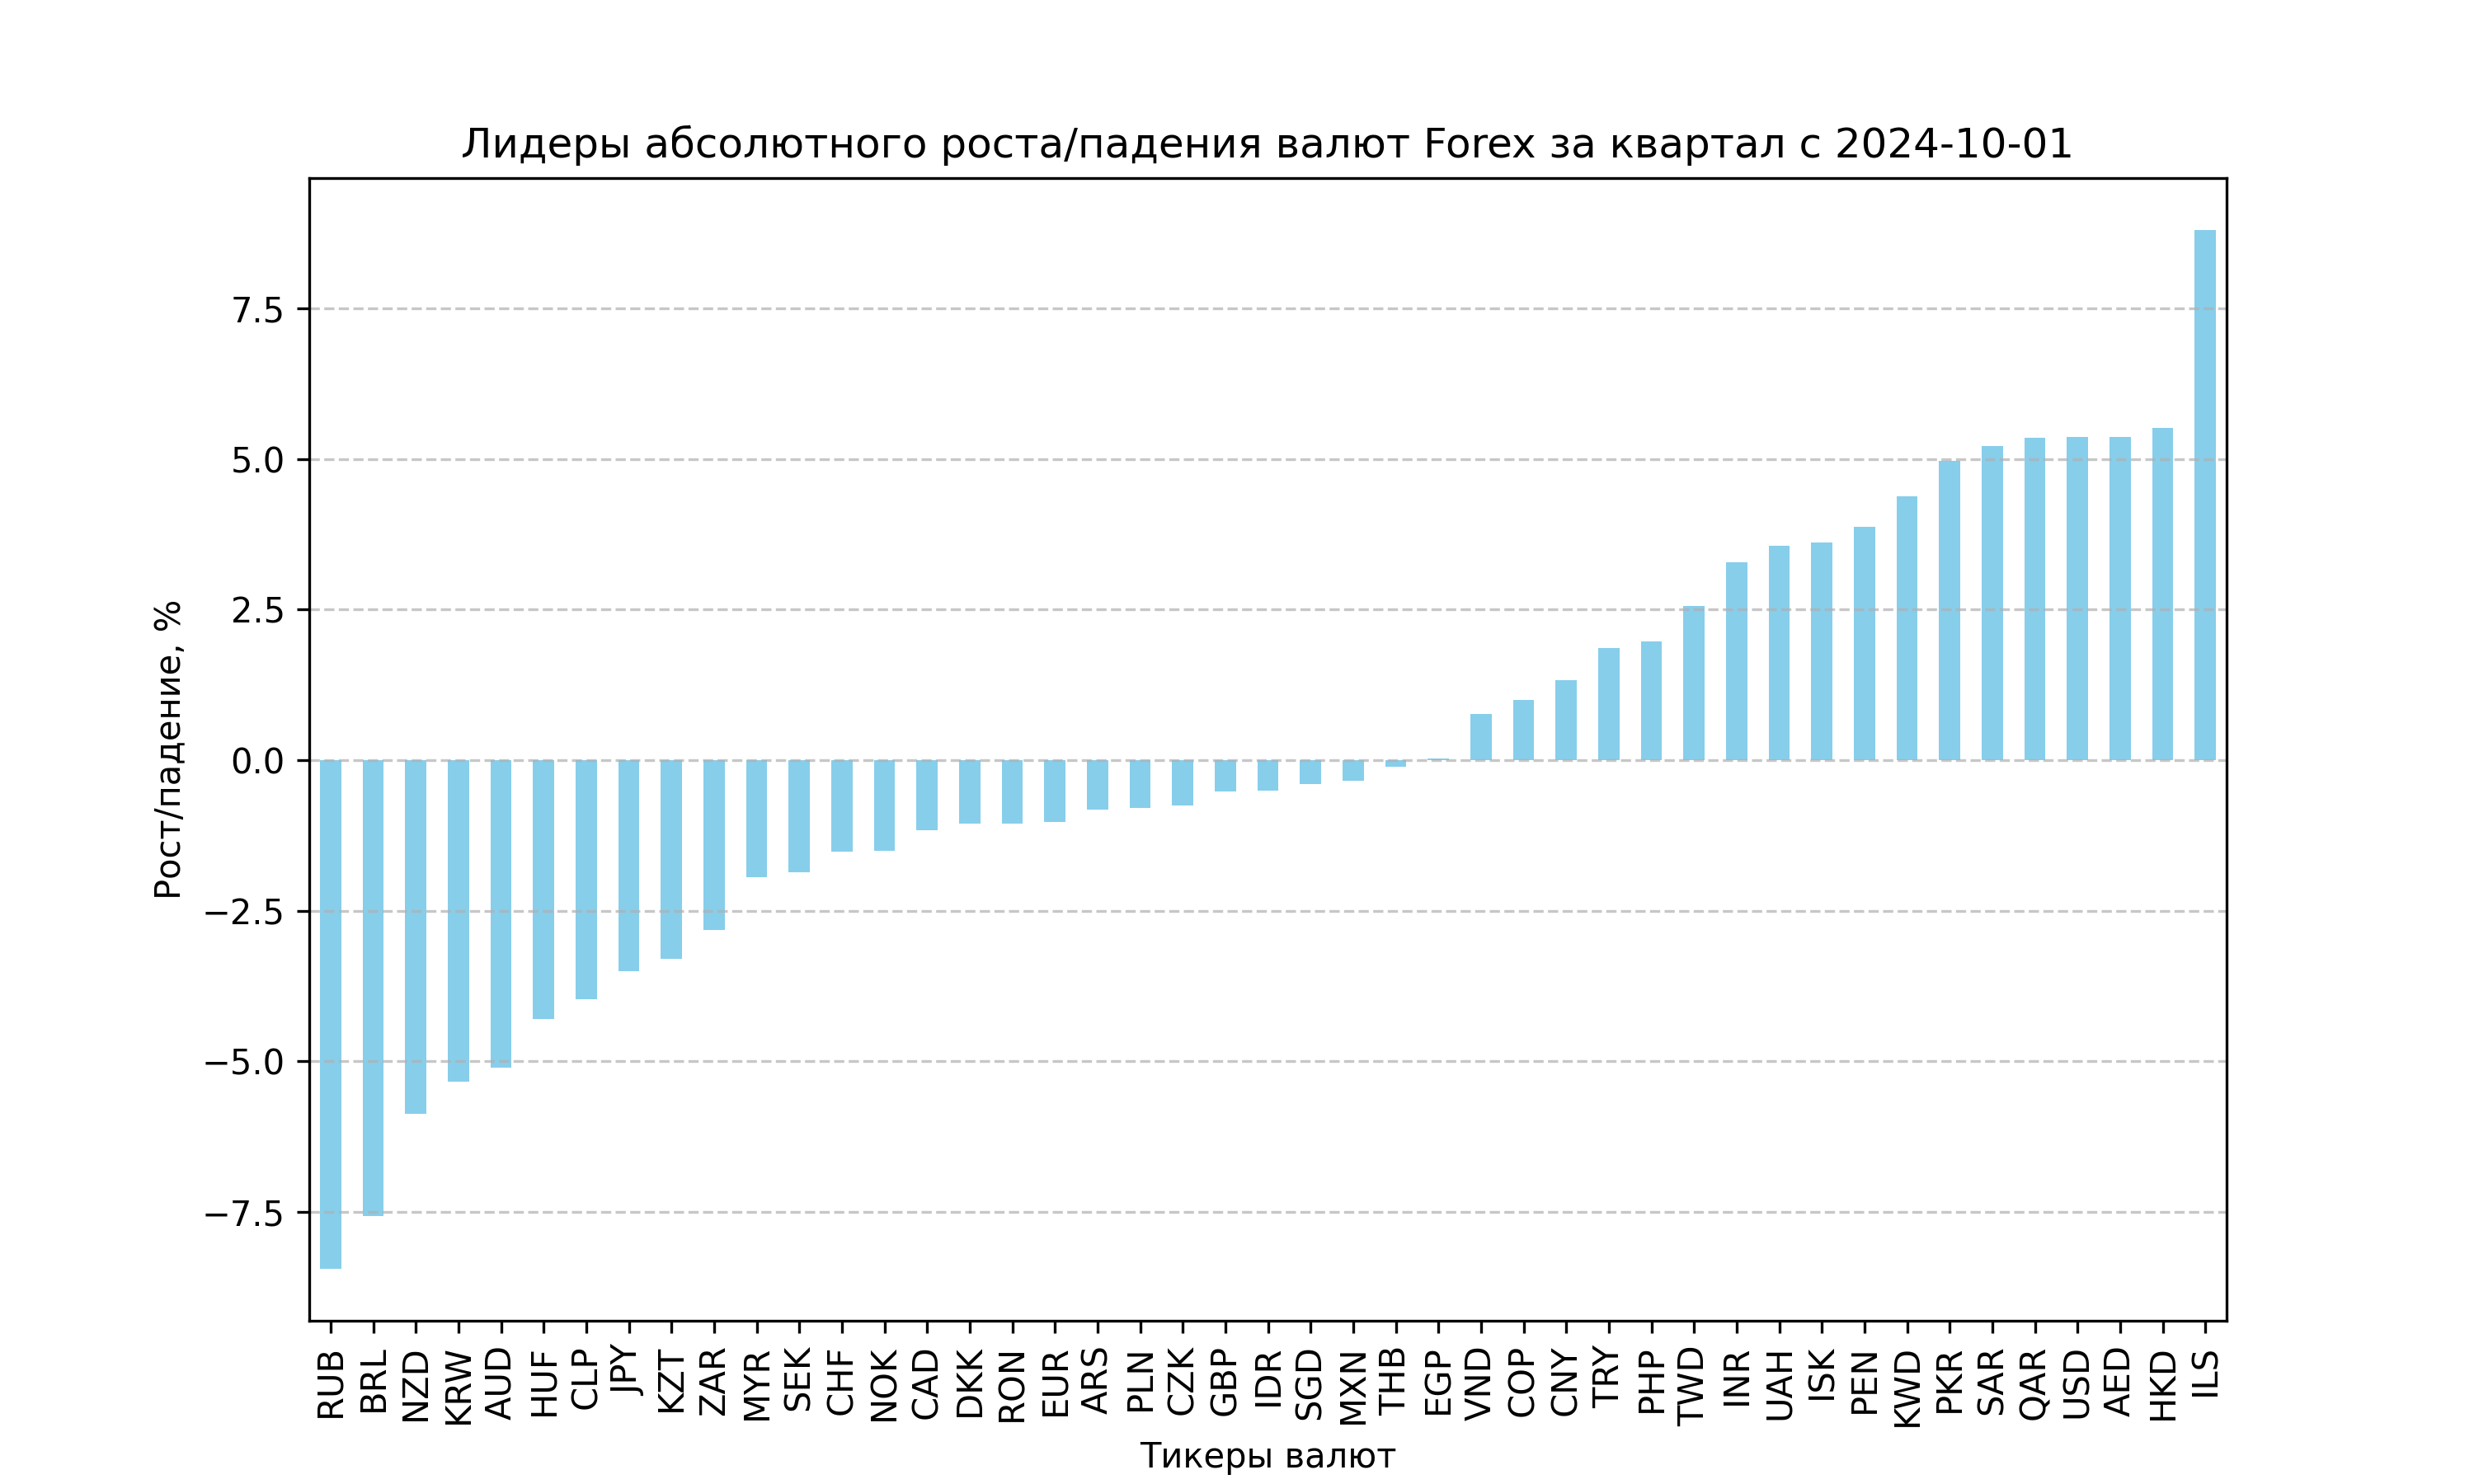 Лидеры абсолютного роста/падения валют Forex за квартал с 2024-10-01
Рост/падение, %
7.5
5.0
2.5
0.0
−2.5
−5.0
−7.5
RUB BRL NZD KRW AUD HUF CLP JPY KZT ZAR MYR SEK CHF NOK CAD DKK RON EUR ARS PLN CZK GBP IDR SGD MXN THB EGP VND COP CNY TRY PHP TWD INR UAH ISK PEN KWD PKR SAR QAR USD AED HKD ILS
Тикеры валют